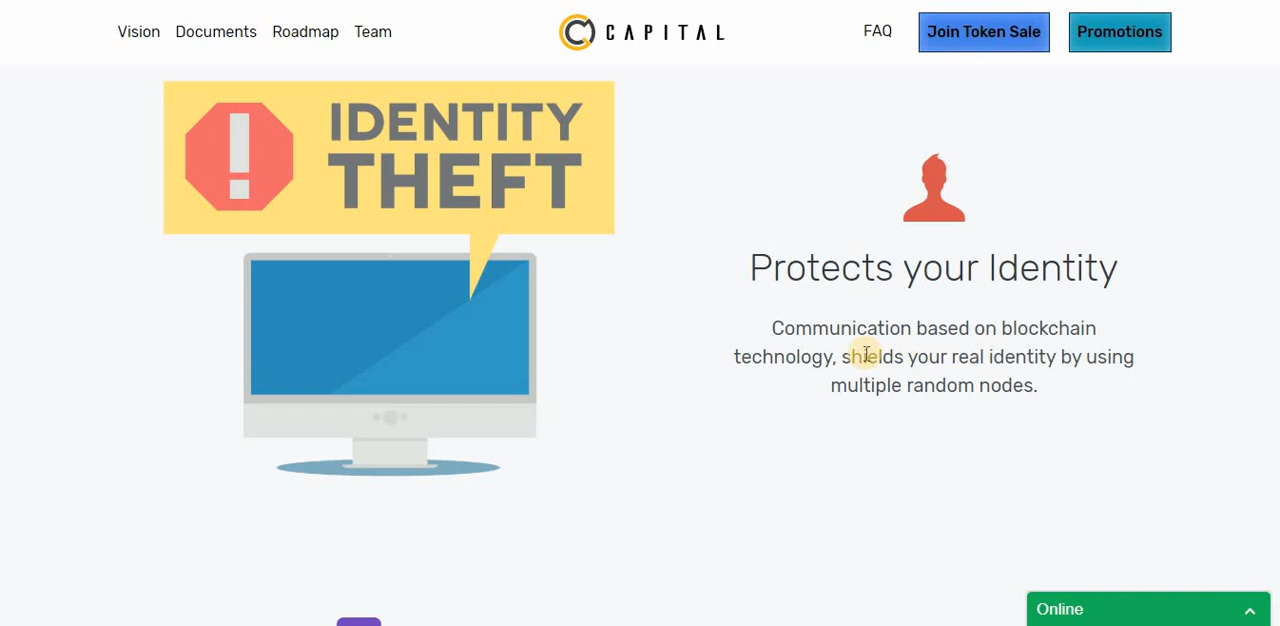 Vision Documents Roadmap Team CAPITAL FAQ Join Token Sale Promotions
IDENTITY
THEFT
Protects your Identity
Communication based on blockchain
technology, shields your real identity by using
multiple random nodes.
Online